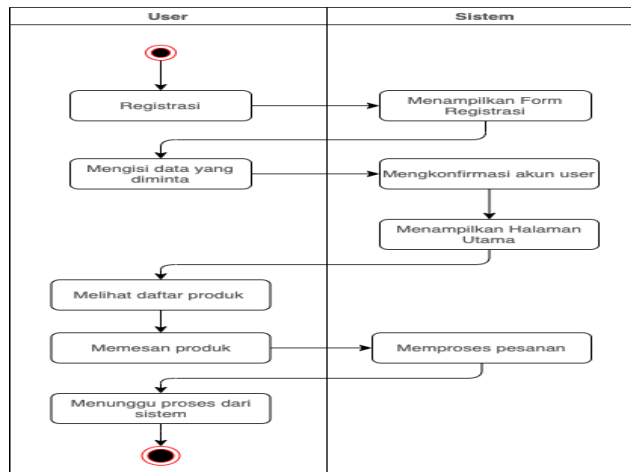 User
Sistem
Registrasi
Menampilkan Form
Registrasi
Mengisi data yang
diminta
Mengkonfirmasi akun user
Menampilkan Halaman
Utama
Melihat daftar produk
Memesan produk
Memproses pesanan
Menunggu proses dari
sistem